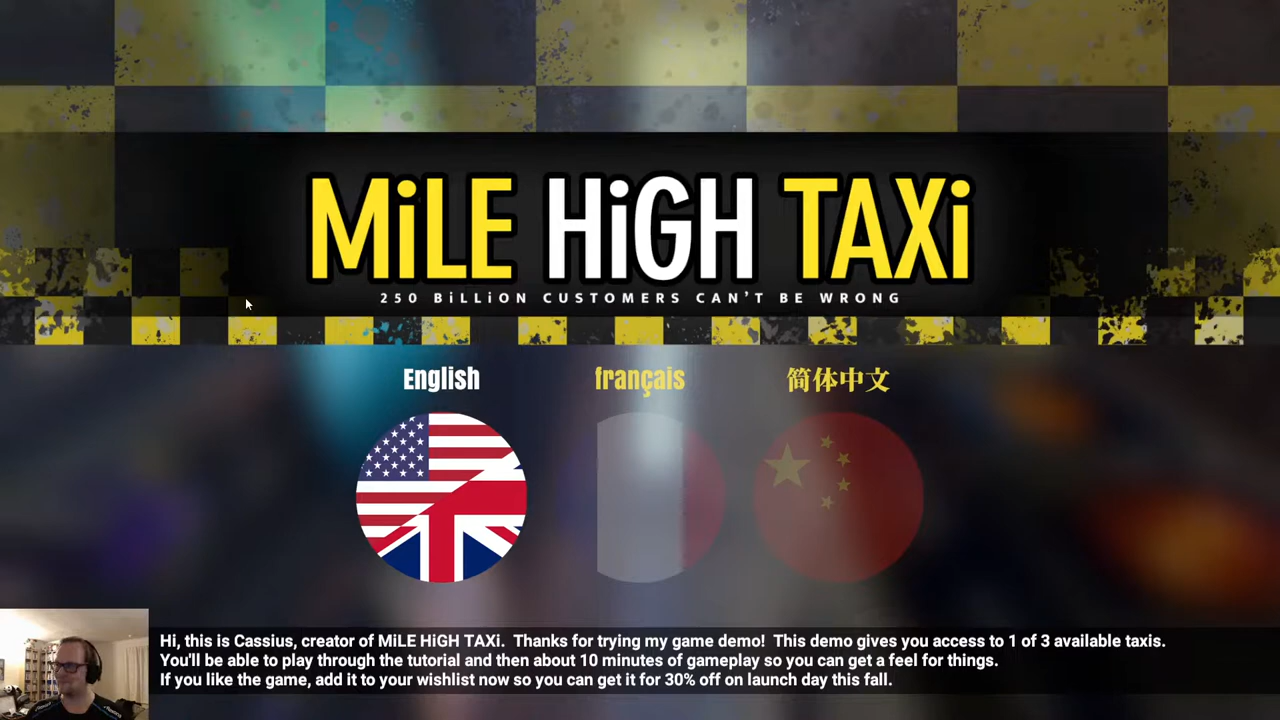 MiLE HiGH TAXi
250 BiLLiON CUSTOMERS CAN'T BE WRONG
English français 简体中文
Hi, this is Cassius, creator of MiLE HiGH TAXi. Thanks for trying my game demo! This demo gives you access to 1 of 3 available taxis.
You'll be able to play through the tutorial and then about 10 minutes of gameplay so you can get a feel for things.
If you like the game, add it to your wishlist now so you can get it for 30% off on launch day this fall.